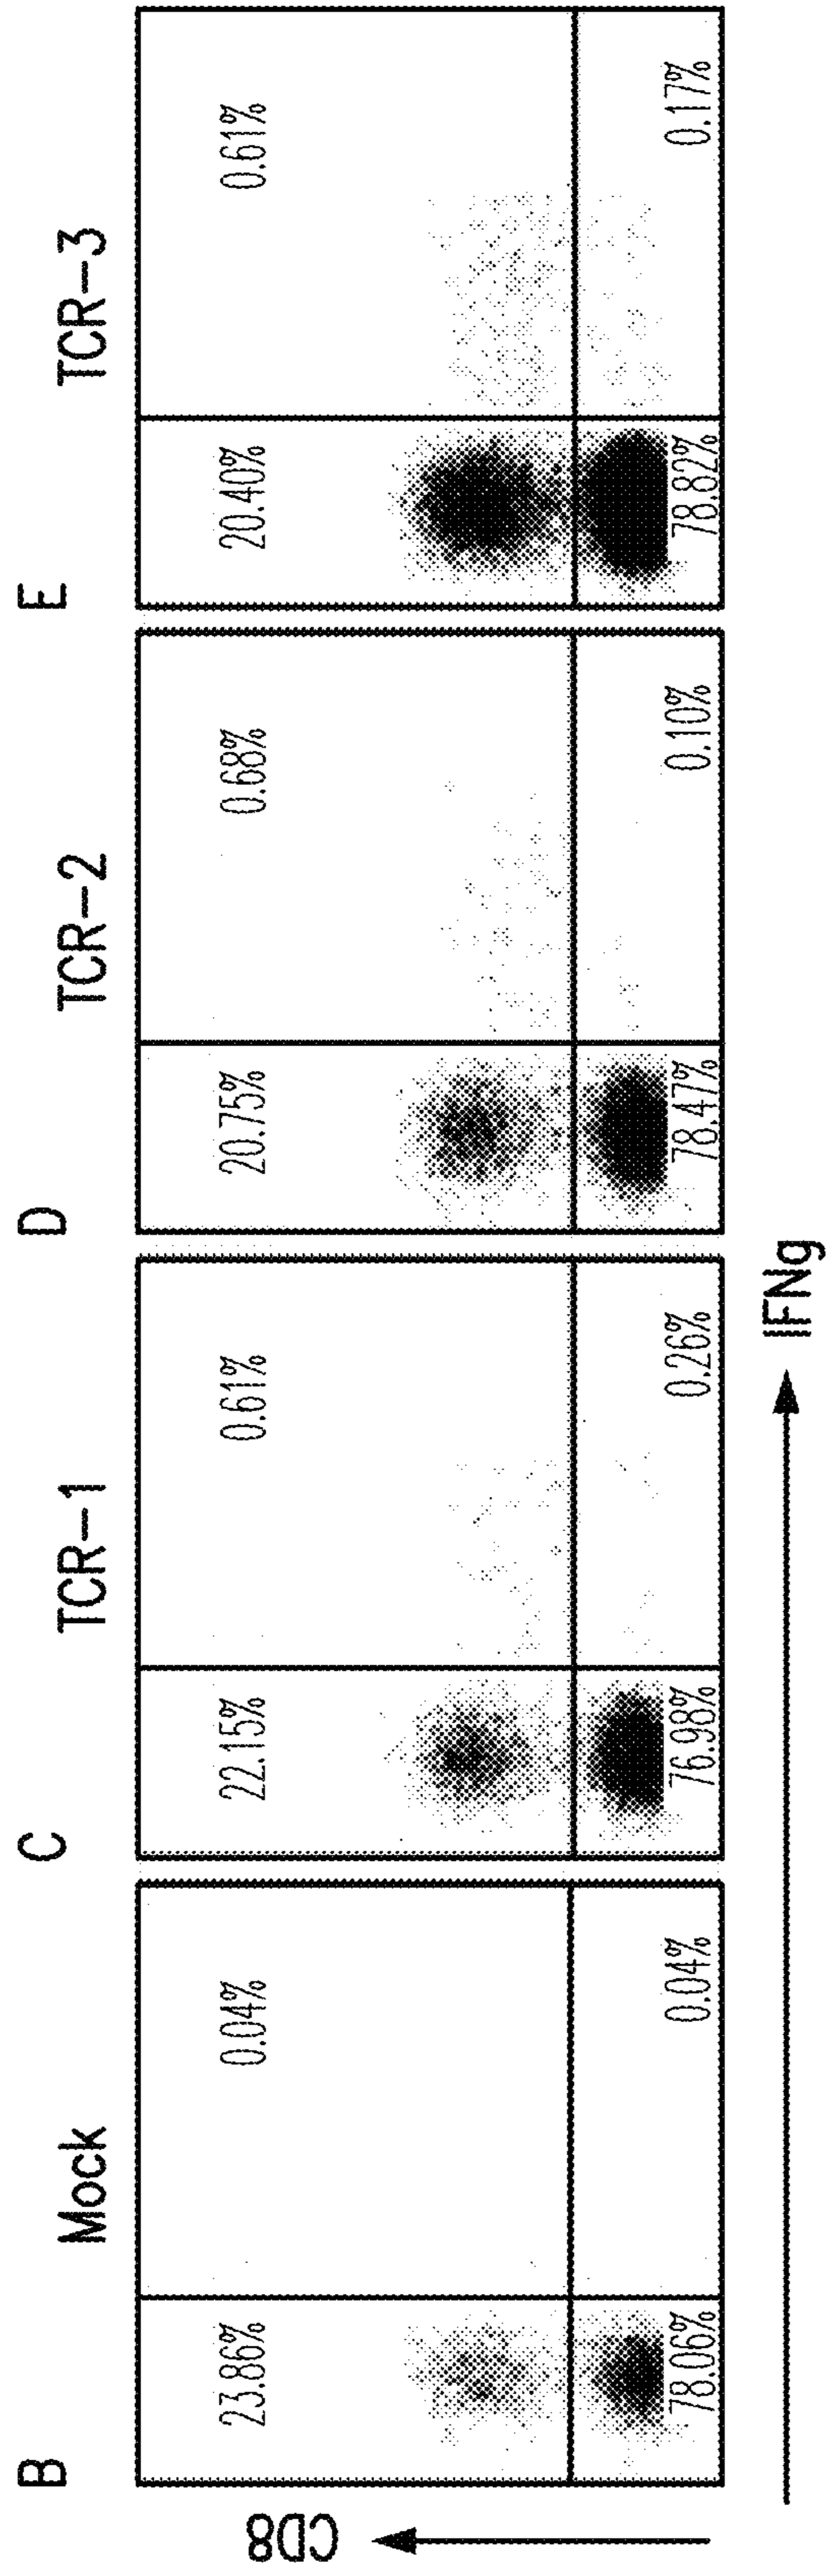 B
Mock
C
TCR-1
D
TCR-2
E
TCR-3
CD8
23.86%
0.04%
78.06%
0.04%
22.15%
0.61%
76.98%
0.26%
20.75%
0.68%
78.47%
0.10%
20.40%
0.61%
78.82%
0.17%
IFNg